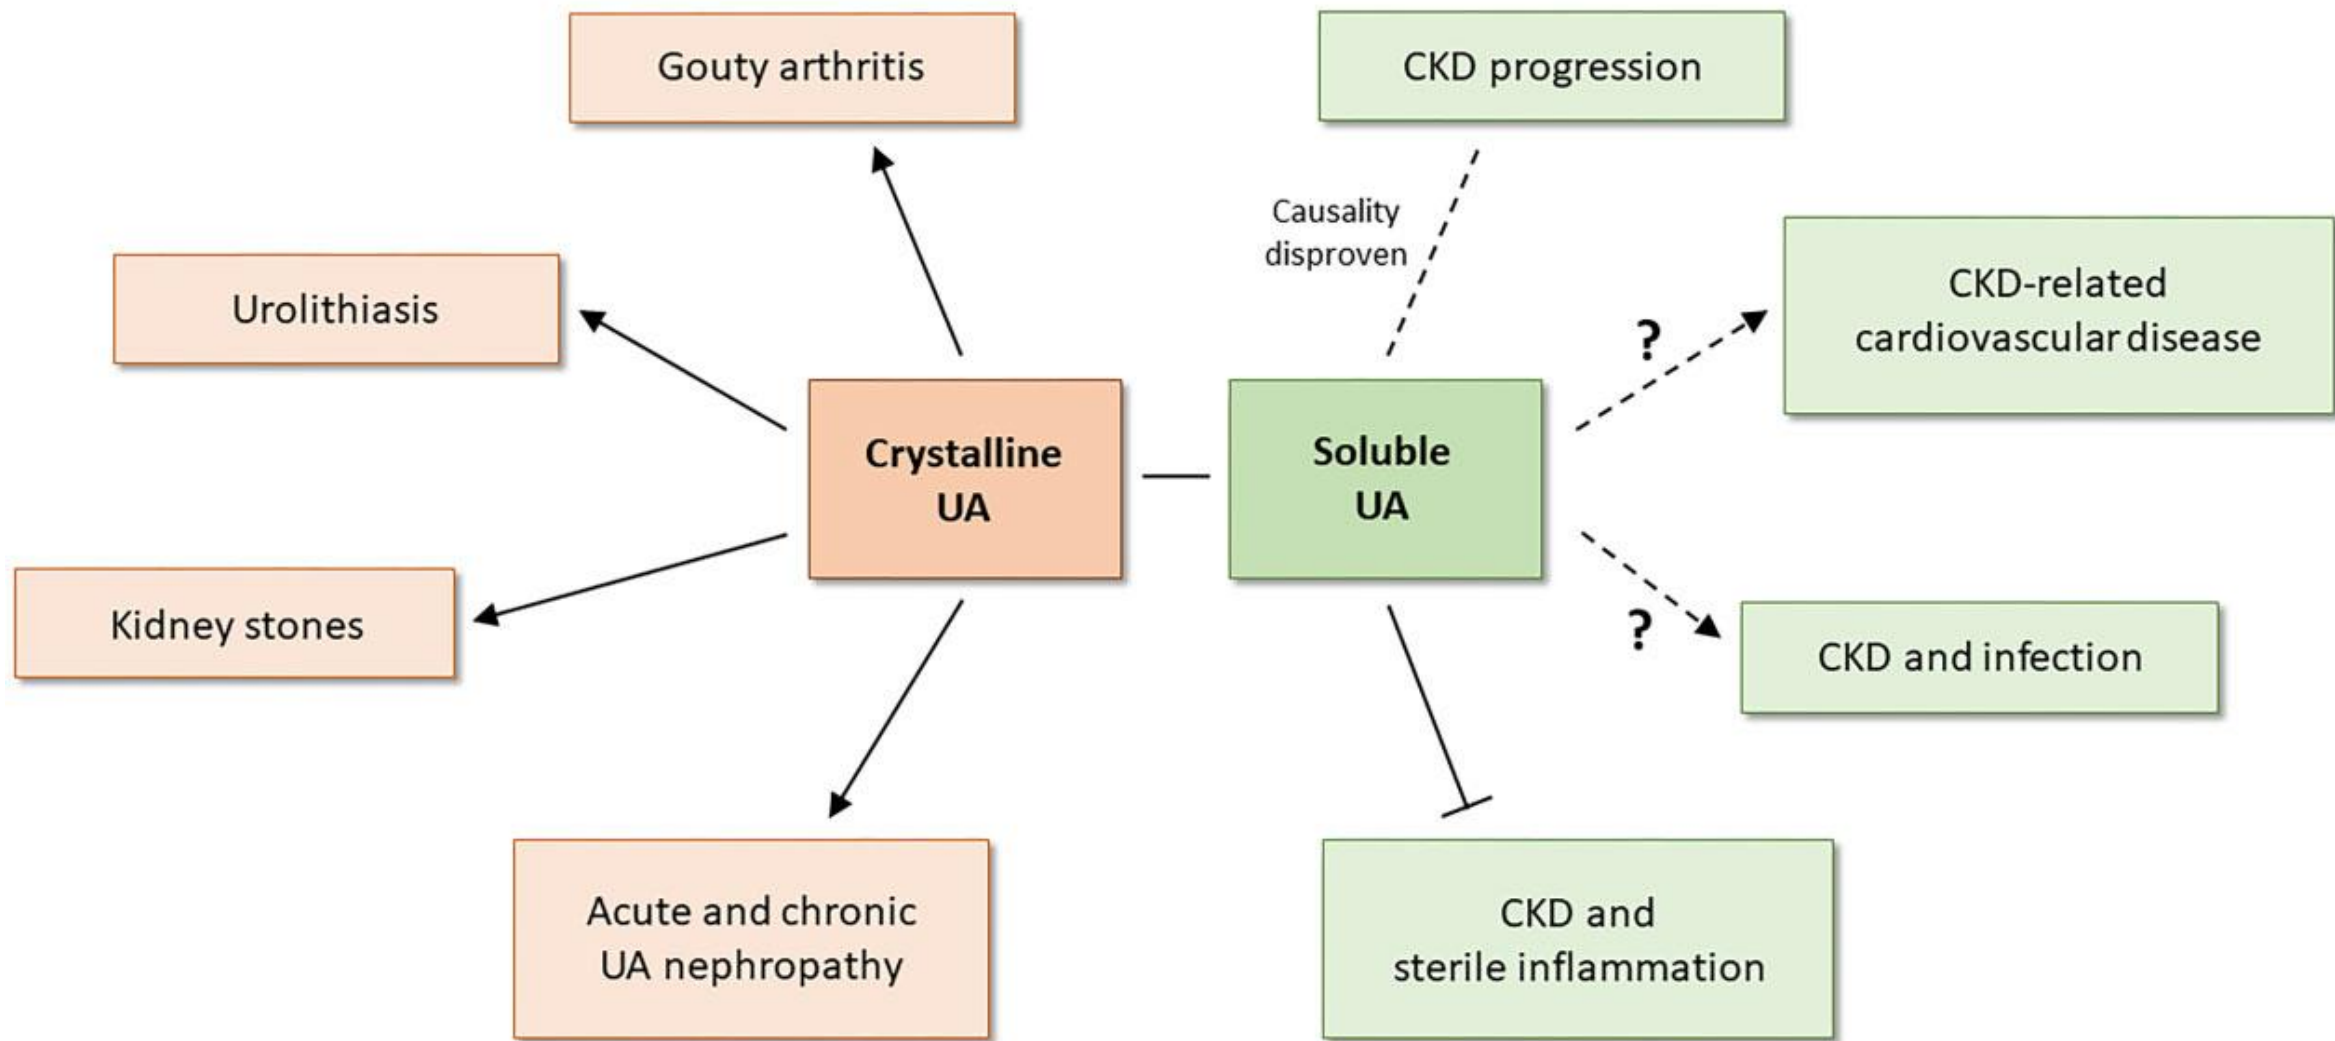 Gouty arthritis
CKD progression
Causality
disproven
Urolithiasis
CKD-related
cardiovascular disease
?
Crystalline
UA
Soluble
UA
Kidney stones
?
CKD and infection
Acute and chronic
UA nephropathy
CKD and
sterile inflammation